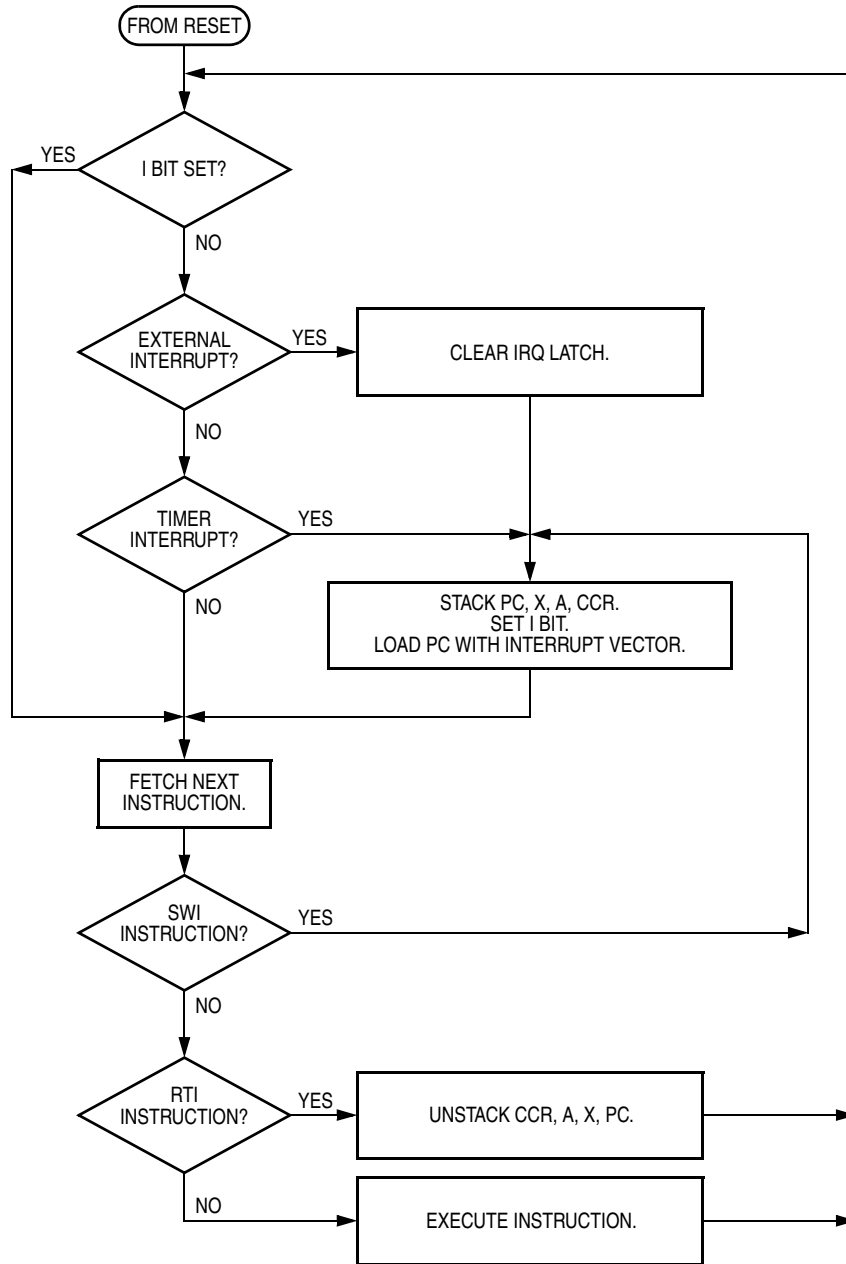 FROM RESET
I BIT SET?
YES
NO
EXTERNAL
INTERRUPT?
YES
CLEAR IRQ LATCH.
NO
TIMER
INTERRUPT?
YES
NO
STACK PC, X, A, CCR.
SET I BIT.
LOAD PC WITH INTERRUPT VECTOR.
FETCH NEXT
INSTRUCTION.
SWI
INSTRUCTION?
YES
NO
RTI
INSTRUCTION?
YES
UNSTACK CCR, A, X, PC.
NO
EXECUTE INSTRUCTION.